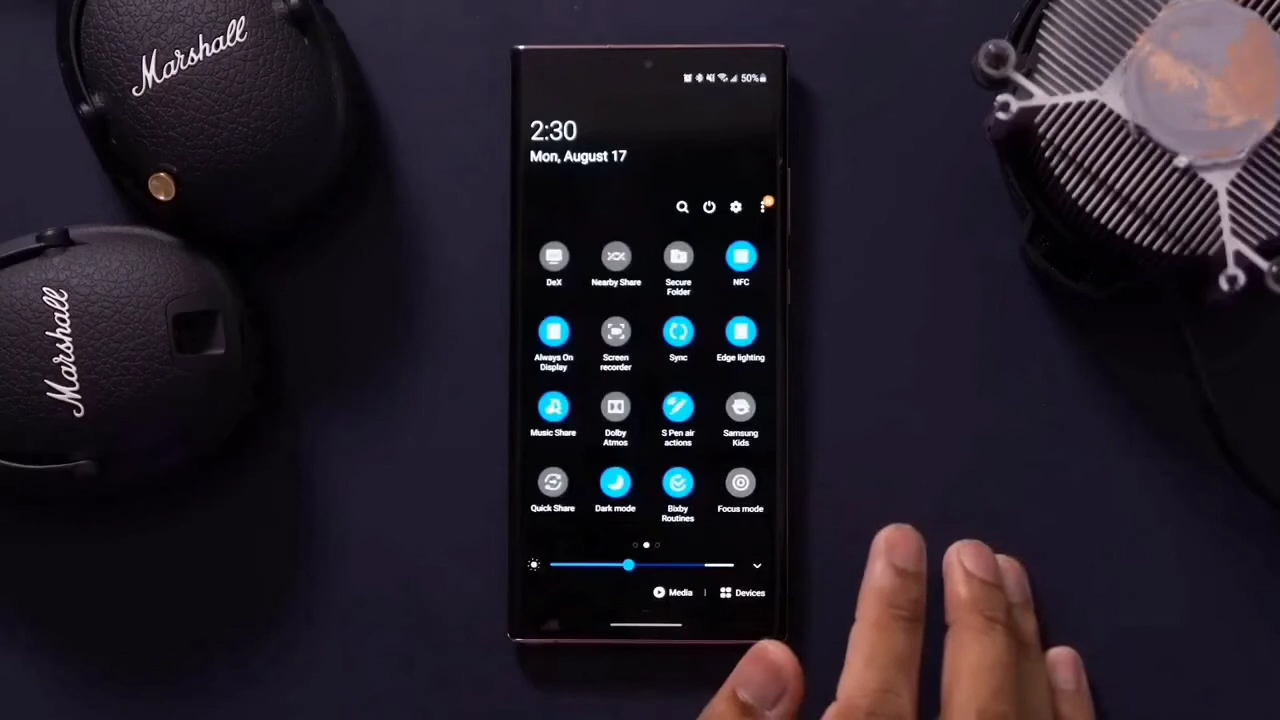 Marshall
Marshall
50%
2:30
Mon, August 17
DeX
Nearby Share
Secure
Folder
NFC
Always On
Display
Screen
recorder
Sync
Edge lighting
Music Share
Dolby
Atmos
S Pen air
actions
Samsung
Kids
Quick Share
Dark mode
Bixby
Routines
Focus mode
Media
Devices